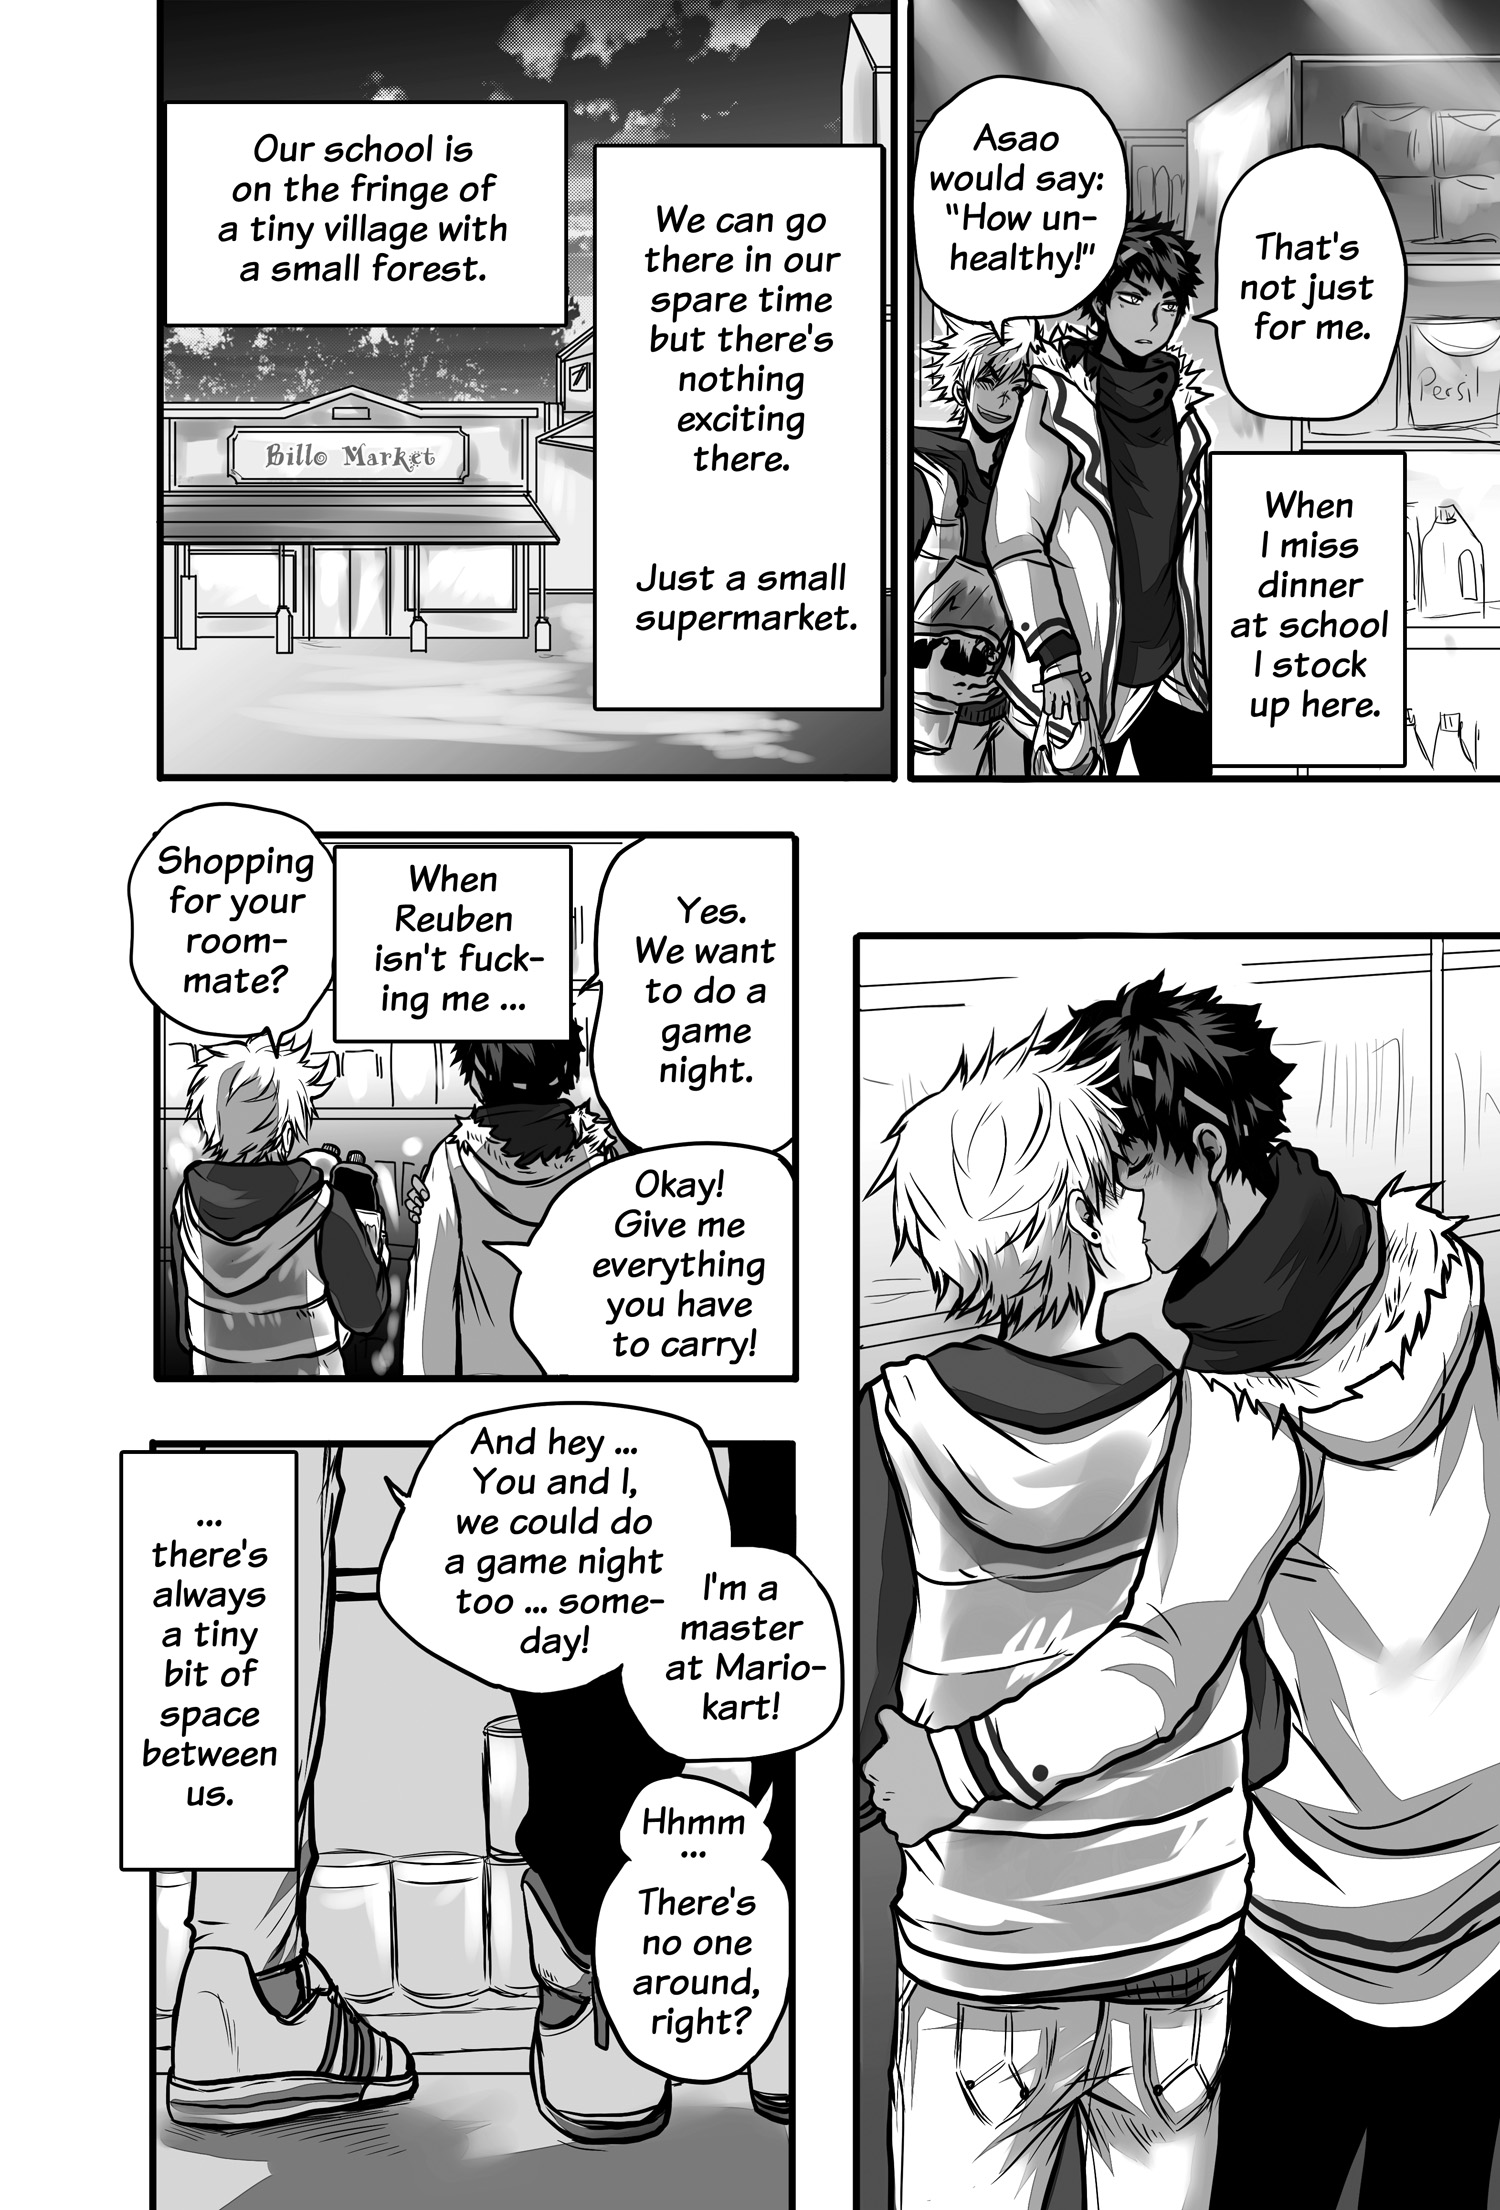 Our school is
on the fringe of
a tiny village with
a small forest.
Billo Market
We can go
there in our
spare time
but there's
nothing
exciting
there.
Just a small
supermarket.
Asao
would say:
"How un-
healthy!"
That's
not just
for me.
Persil
When
I miss
dinner
at school
I stock
up here.
Shopping
for your
room-
mate?
When
Reuben
isn't fuck-
ing me ...
Yes.
We want
to do a
game
night.
Okay!
Give me
everything
you have
to carry!
...
there's
always
a tiny
bit of
space
between
us.
And hey ...
You and I,
we could do
a game night
too ... some-
day!
I'm a
master
at Mario-
kart!
Hhmm
...
There's
no one
around,
right?